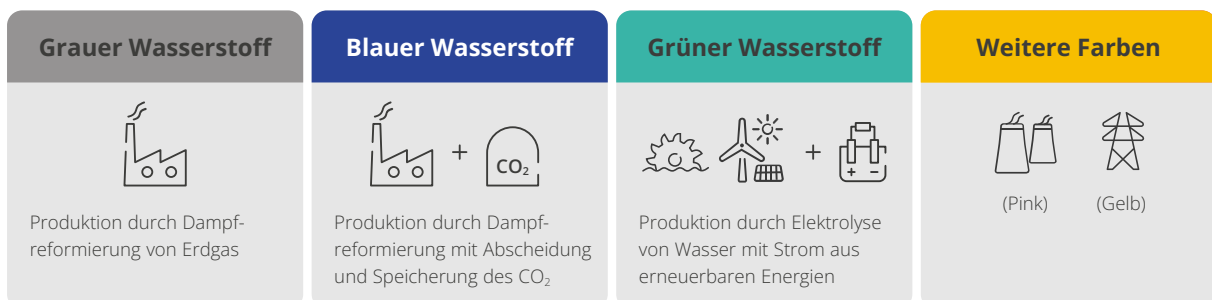 Grauer Wasserstoff
Produktion durch Dampf-
reformierung von Erdgas
Blauer Wasserstoff
+
CO₂
Produktion durch Dampf-
reformierung mit Abscheidung
und Speicherung des CO₂
Grüner Wasserstoff
+
+ -
Produktion durch Elektrolyse
von Wasser mit Strom aus
erneuerbaren Energien
Weitere Farben
(Pink)
(Gelb)